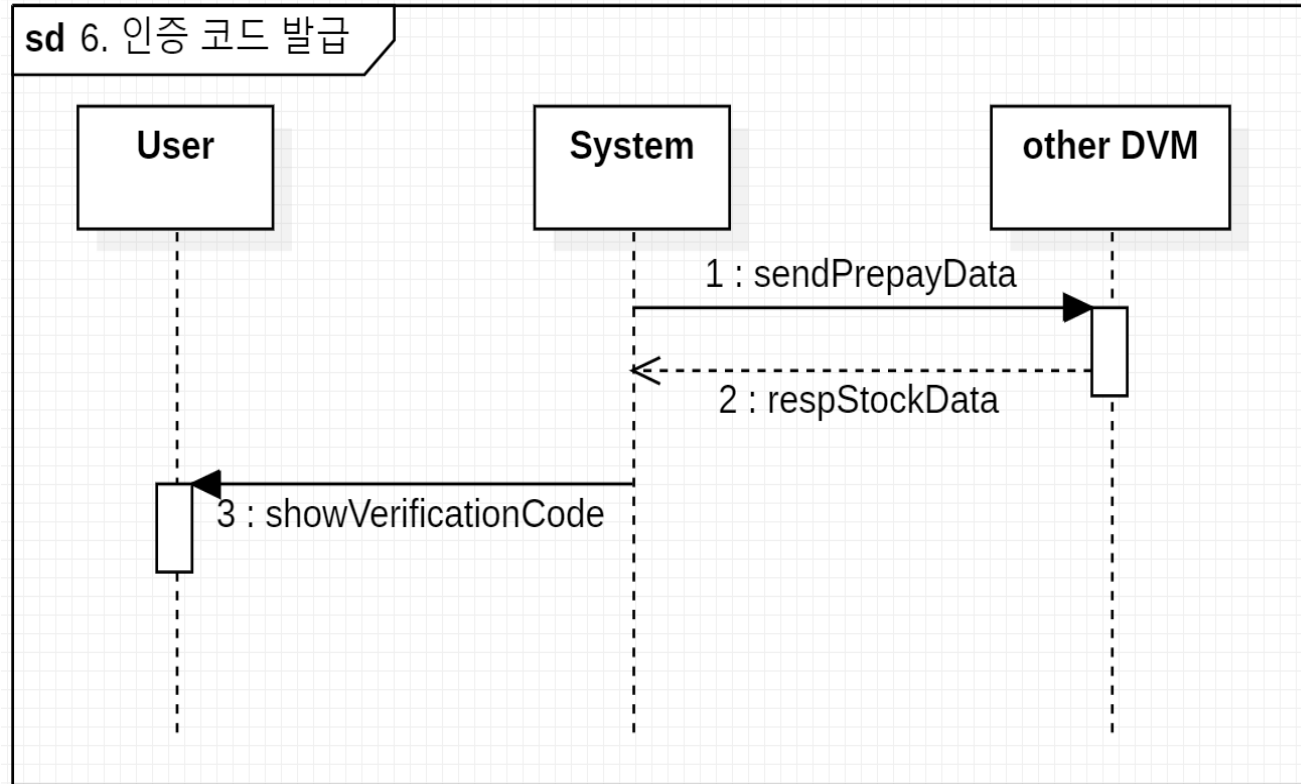 sd 6. 인증 코드 발급
User
System
other DVM
1 : sendPrepayData
2 : respStockData
3 : showVerificationCode